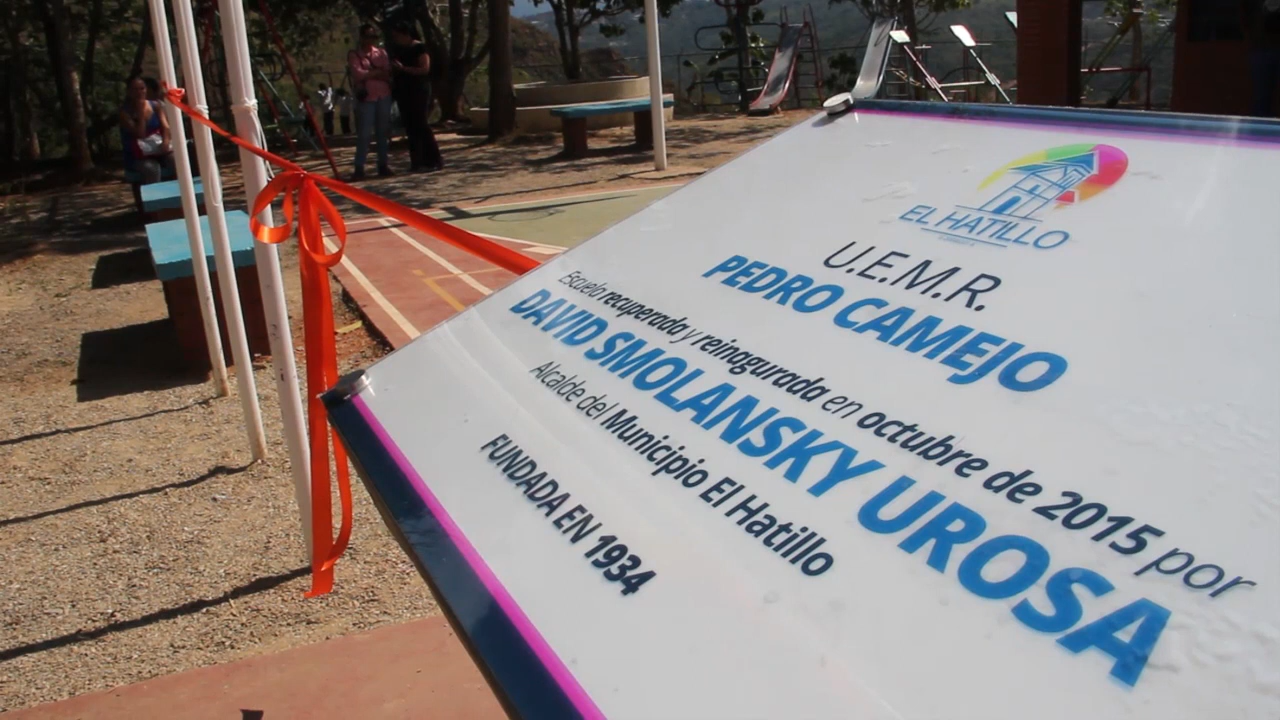 EL HATILLO
U.E.M.R.
PEDRO CAMEJO
Escuela recuperada y reinagurada en octubre de 2015 por
DAVID SMOLANSKY UROSA
Alcalde del Municipio El Hatillo
FUNDADA EN 1934